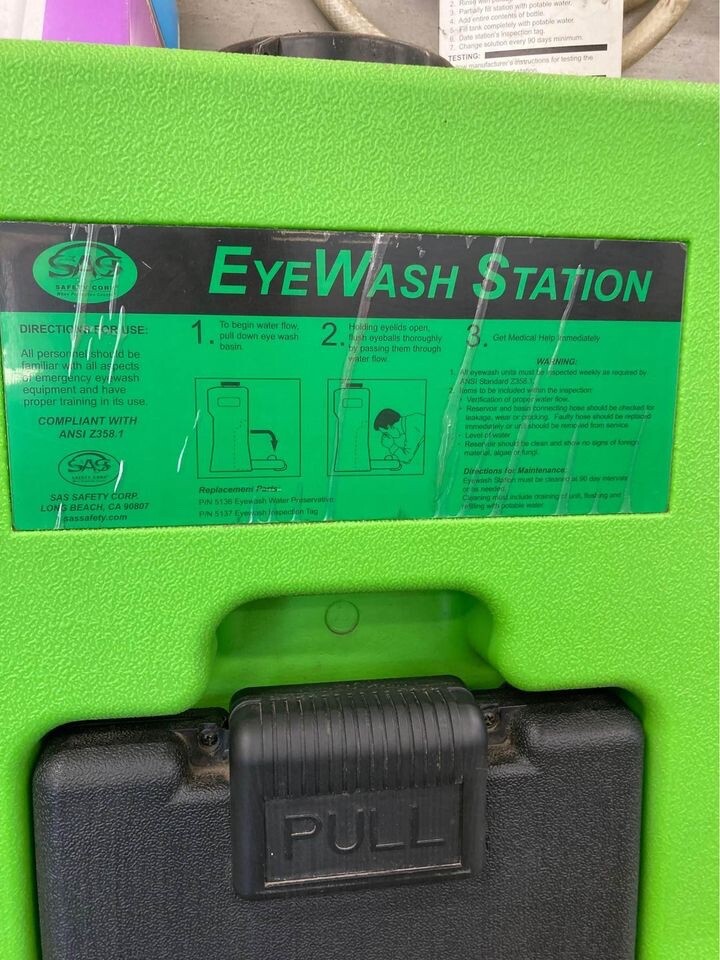 2. Rinse with potable water.
3. Partially fill station with potable water.
4. Add entire contents of bottle.
5. Fill tank completely with potable water.
6. Date station's inspection tag.
7. Change solution every 90 days minimum.
TESTING:
manufacturer's instructions for testing the
station.
SAS
SAFETY CORP.
EYEWASH STATION
DIRECTIONS FOR USE:
All personnel should be
familiar with all aspects
of emergency eyewash
equipment and have
proper training in its use.
COMPLIANT WITH
ANSI Z358.1
SAS
SAFETY CORP.
SAS SAFETY CORP.
LONG BEACH, CA 90807
sassafety.com
1. To begin water flow,
pull down eye wash
basin.
2. Holding eyelids open,
flush eyeballs thoroughly
by passing them through
water flow.
Replacement Parts
P/N 5136 Eyewash Water Preservative
P/N 5137 Eyewash Inspection Tag
3. Get Medical Help Immediately
WARNING:
1. All eyewash units must be inspected weekly as required by
ANSI Standard Z358.1.
2. Items to be included within the inspection:
Verification of proper water flow.
Reservoir and basin connecting hose should be checked for
leakage, wear or cracking. Faulty hose should be replaced
immediately or unit should be removed from service.
Level of water
Reservoir should be clean and show no signs of foreign
material, algae or fungi.
Directions for Maintenance:
Eyewash Station must be cleaned at 90 day intervals
or as needed.
Cleaning must include draining of unit, flushing and
refilling with potable water.
PULL